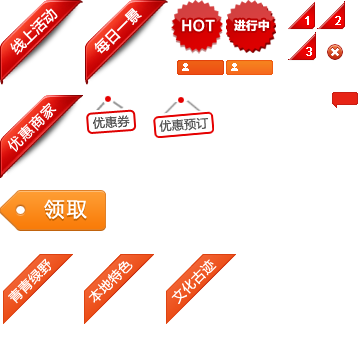 线上活动
每日一景
HOT
进行中
1
2
3
优惠商家
优惠券
优惠预订
领取
青青绿野
本地特色
文化古迹